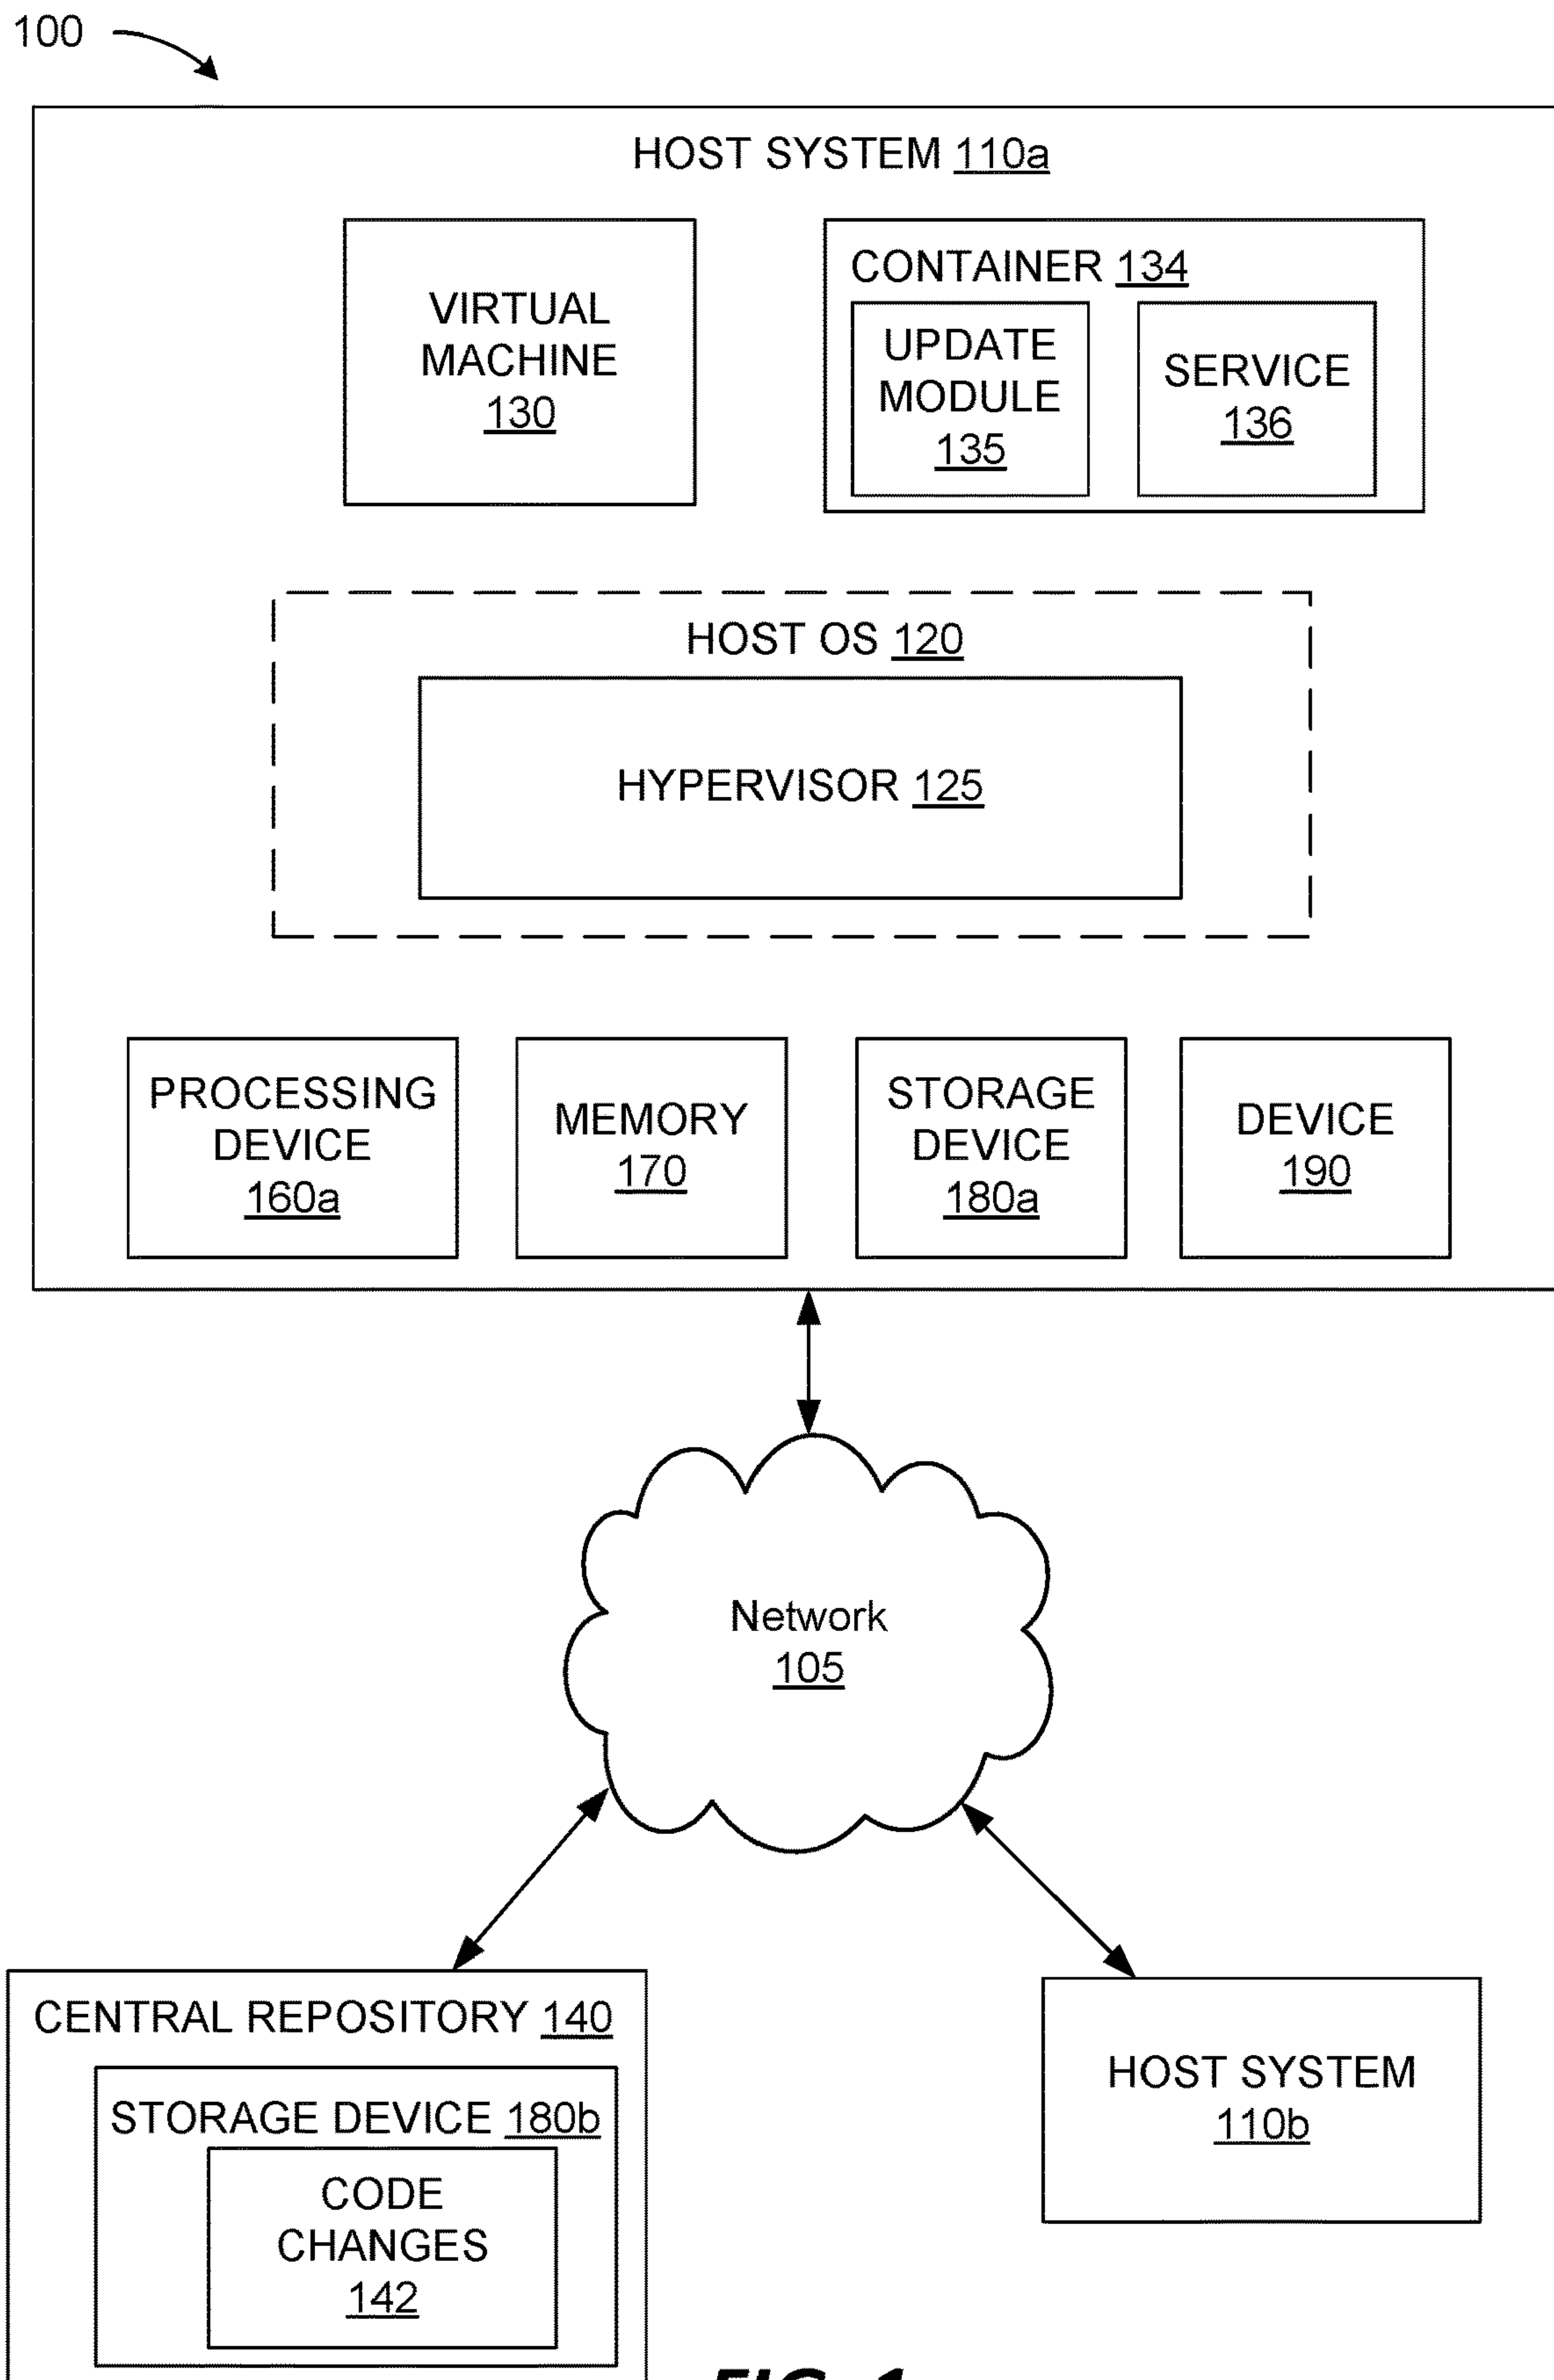 100
HOST SYSTEM 110a
VIRTUAL
MACHINE
130
CONTAINER 134
UPDATE
MODULE
135
SERVICE
136
HOST OS 120
HYPERVISOR 125
PROCESSING
DEVICE
160a
MEMORY
170
STORAGE
DEVICE
180a
DEVICE
190
Network
105
CENTRAL REPOSITORY 140
STORAGE DEVICE 180b
CODE
CHANGES
142
HOST SYSTEM
110b
FIG. 1